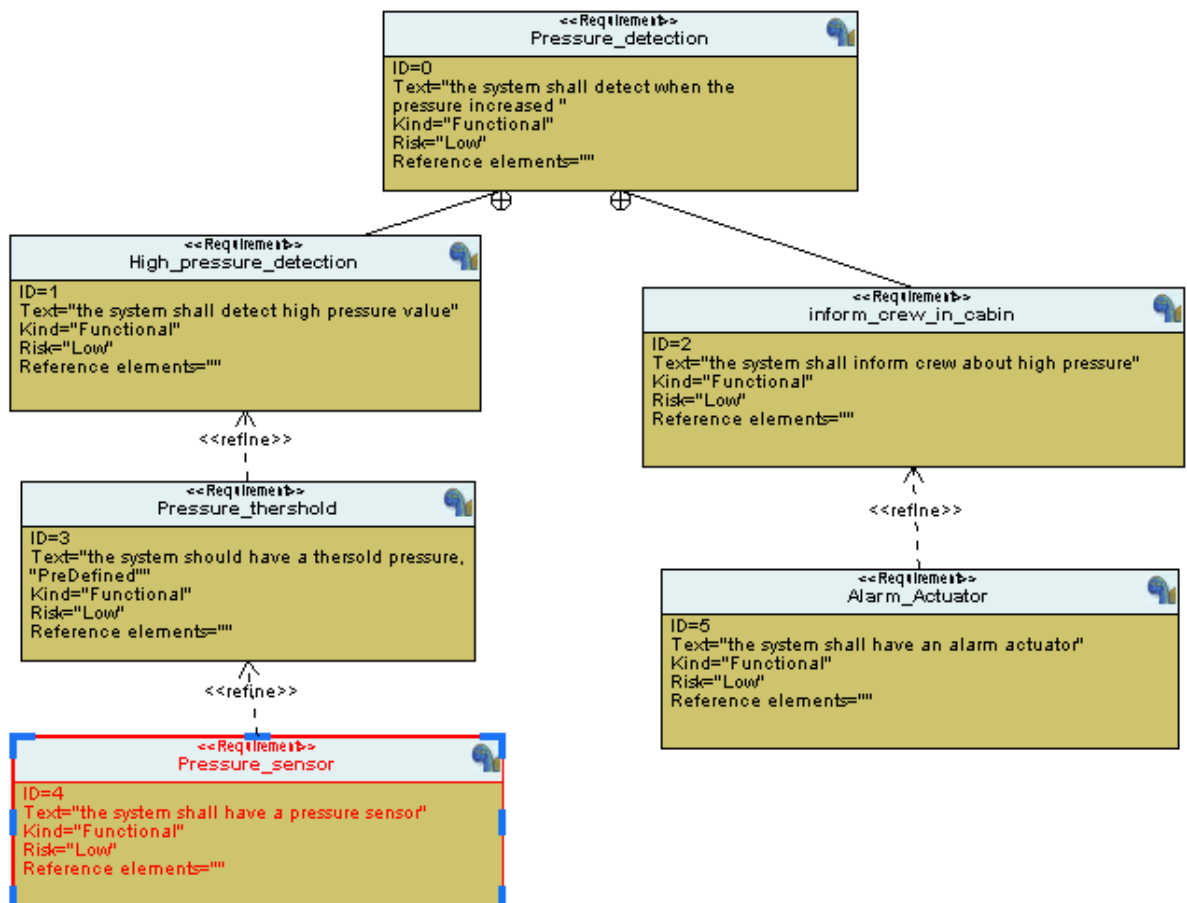 <<Requirement>>
Pressure_detection
ID=0
Text="the system shall detect when the
pressure increased "
Kind="Functional"
Risk="Low"
Reference elements=""
<<Requirement>>
High_pressure_detection
ID=1
Text="the system shall detect high pressure value"
Kind="Functional"
Risk="Low"
Reference elements=""
<<Requirement>>
inform_crew_in_cabin
ID=2
Text="the system shall inform crew about high pressure"
Kind="Functional"
Risk="Low"
Reference elements=""
<<refine>>
<<Requirement>>
Pressure_thershold
ID=3
Text="the system should have a thersold pressure,
"PreDefined""
Kind="Functional"
Risk="Low"
Reference elements=""
<<refine>>
<<Requirement>>
Alarm_Actuator
ID=5
Text="the system shall have an alarm actuator"
Kind="Functional"
Risk="Low"
Reference elements=""
<<refine>>
<<Requirement>>
Pressure_sensor
ID=4
Text="the system shall have a pressure sensor"
Kind="Functional"
Risk="Low"
Reference elements=""